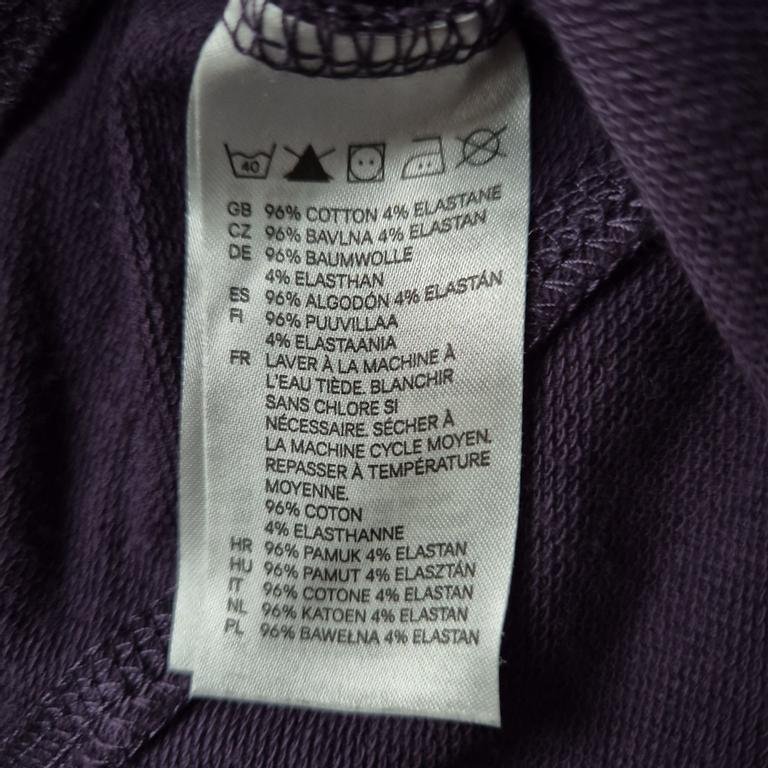 40
GB 96% COTTON 4% ELASTANE
CZ 96% BAVLNA 4% ELASTAN
DE 96% BAUMWOLLE
4% ELASTHAN
ES 96% ALGODÓN 4% ELASTÁN
FI 96% PUUVILLAA
4% ELASTAANIA
FR LAVER À LA MACHINE À
L'EAU TIÈDE. BLANCHIR
SANS CHLORE SI
NÉCESSAIRE. SÉCHER À
LA MACHINE CYCLE MOYEN.
REPASSER À TEMPÉRATURE
MOYENNE.
96% COTON
4% ELASTHANNE
HR 96% PAMUK 4% ELASTAN
HU 96% PAMUT 4% ELASZTÁN
IT 96% COTONE 4% ELASTAN
NL 96% KATOEN 4% ELASTAN
PL 96% BAWEŁNA 4% ELASTAN